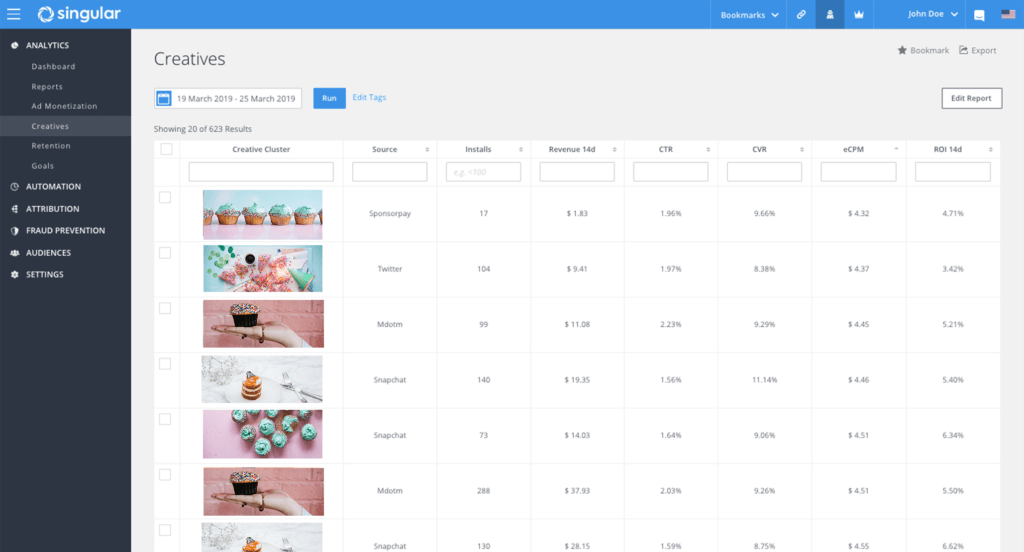 singular
Bookmarks
John Doe
ANALYTICS
Dashboard
Reports
Ad Monetization
Creatives
Retention
Goals
AUTOMATION
ATTRIBUTION
FRAUD PREVENTION
AUDIENCES
SETTINGS
Creatives
Bookmark Export
19 March 2019 - 25 March 2019 Run Edit Tags Edit Report
Showing 20 of 623 Results
Creative Cluster Source Installs Revenue 14d CTR CVR eCPM ROI 14d
e.g. <100
Sponsorpay 17 $ 1.83 1.96% 9.66% $ 4.32 4.71%
Twitter 104 $ 9.41 1.97% 8.38% $ 4.37 3.42%
Mdotm 99 $ 11.08 2.23% 9.29% $ 4.45 5.21%
Snapchat 140 $ 19.35 1.56% 11.14% $ 4.46 5.40%
Snapchat 73 $ 14.03 1.64% 9.06% $ 4.51 6.34%
Mdotm 288 $ 37.93 2.03% 9.26% $ 4.51 5.50%
Snapchat 130 $ 28.15 1.59% 8.75% $ 4.55 6.62%